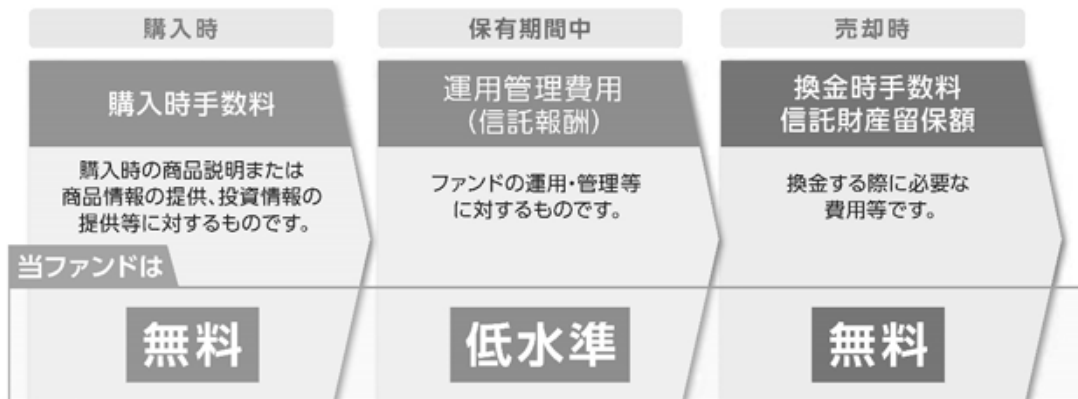 購入時
保有期間中
売却時
購入時手数料
運用管理費用
(信託報酬)
換金時手数料
信託財産留保額
購入時の商品説明または
商品情報の提供、投資情報の
提供等に対するものです。
ファンドの運用・管理等
に対するものです。
換金する際に必要な
費用等です。
当ファンドは
無料
低水準
無料